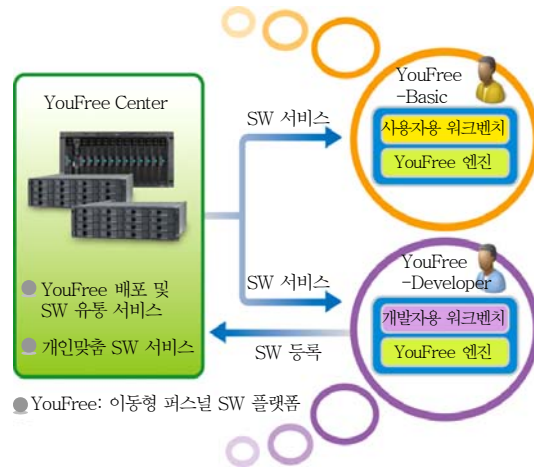 YouFree Center
YouFree 배포 및
SW 유통 서비스
개인맞춤 SW 서비스
SW 서비스
SW 서비스
SW 등록
YouFree
-Basic
사용자용 워크벤치
YouFree 엔진
YouFree
-Developer
개발자용 워크벤치
YouFree 엔진
YouFree: 이동형 퍼스널 SW 플랫폼